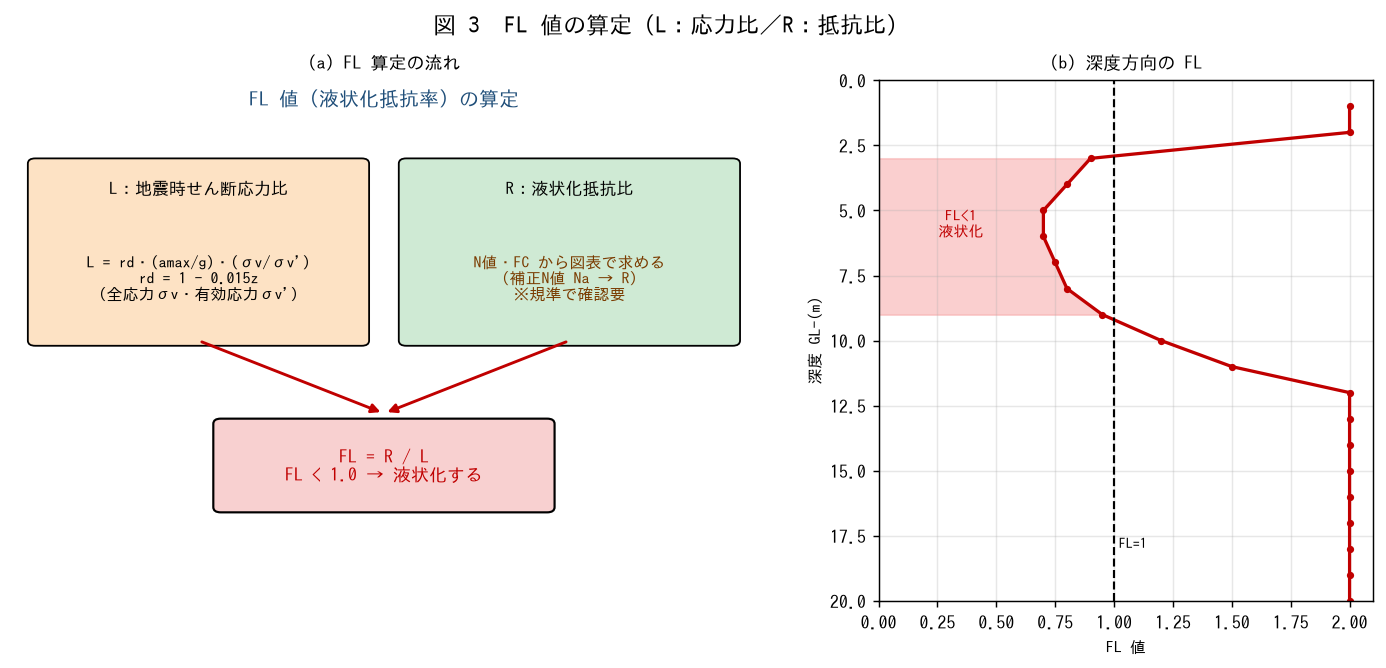 図 3　FL 値の算定（L：応力比／R：抵抗比）
(a) FL 算定の流れ
FL 値（液状化抵抗率）の算定
L：地震時せん断応力比
L = rd・(amax/g)・(σv/σv')
rd = 1 − 0.015z
(全応力σv・有効応力σv')
R：液状化抵抗比
N値・FC から図表で求める
(補正N値 Na → R)
※規準で確認要
FL = R / L
FL < 1.0 → 液状化する
(b) 深度方向の FL
0.0
2.5
5.0
7.5
10.0
12.5
15.0
17.5
20.0
深度 GL-(m)
FL<1
液状化
FL=1
0.00 0.25 0.50 0.75 1.00 1.25 1.50 1.75 2.00
FL 値